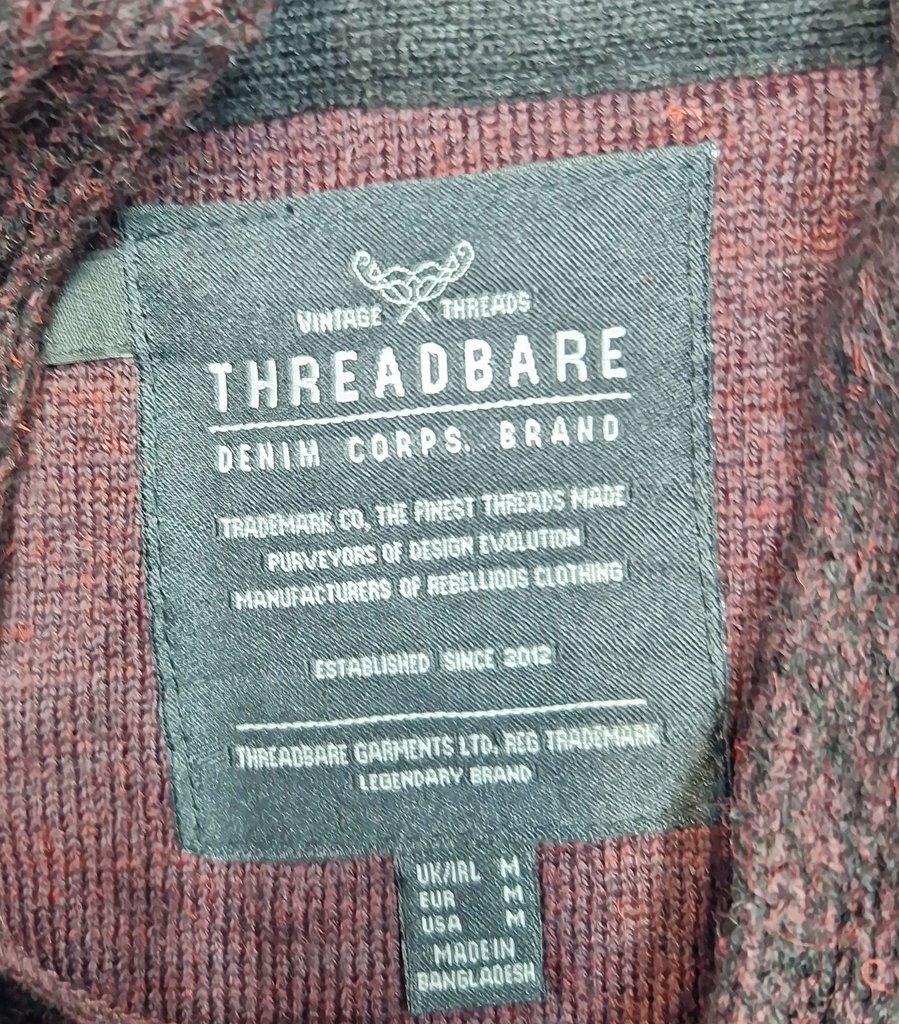 VINTAGE THREADS
THREADBARE
DENIM CORPS. BRAND
TRADEMARK CO, THE FINEST THREADS MADE
PURVEYORS OF DESIGN EVOLUTION
MANUFACTURERS OF REBELLIOUS CLOTHING
ESTABLISHED SINCE 2012
THREADBARE GARMENTS LTD. REG TRADEMARK
LEGENDARY BRAND
UK/IRL M
EUR M
USA M
MADE IN
BANGLADESH